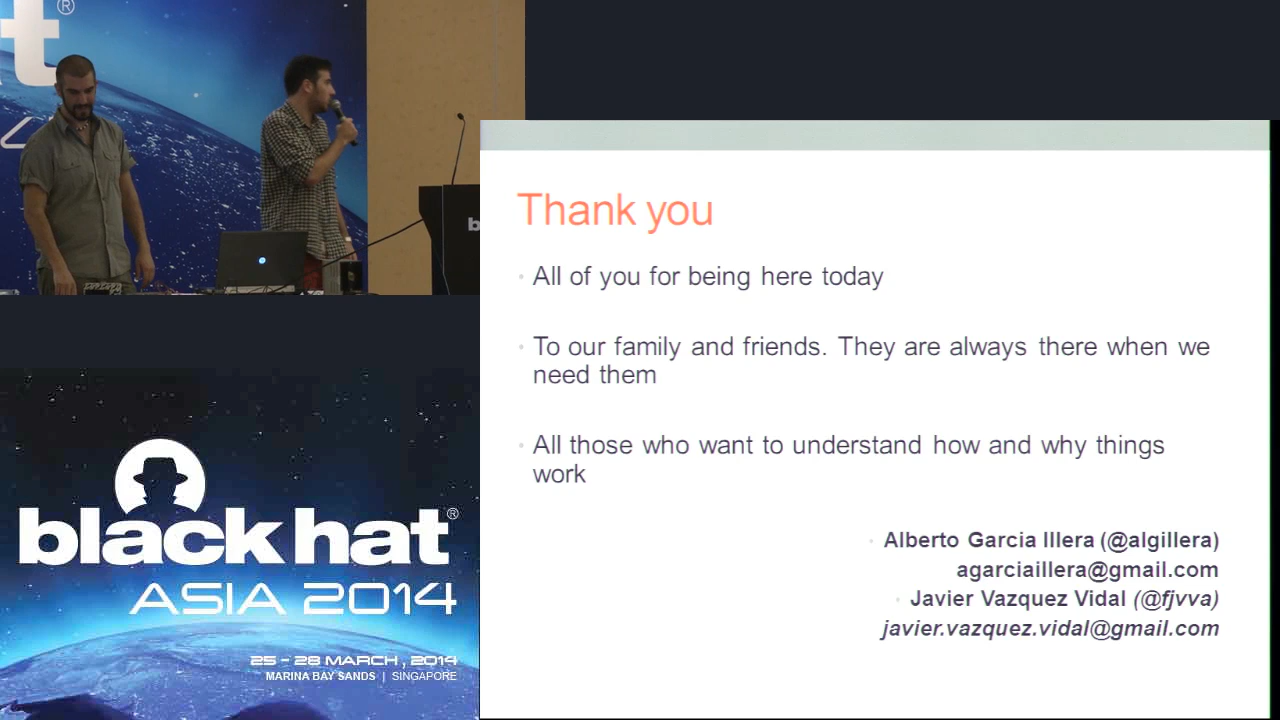 t®
Thank you
All of you for being here today
To our family and friends. They are always there when we
need them
All those who want to understand how and why things
work
Alberto Garcia Illera (@algillera)
agarciaillera@gmail.com
Javier Vazquez Vidal (@fjvva)
javier.vazquez.vidal@gmail.com
black hat®
ASIA 2014
25 - 28 MARCH, 2014
MARINA BAY SANDS | SINGAPORE